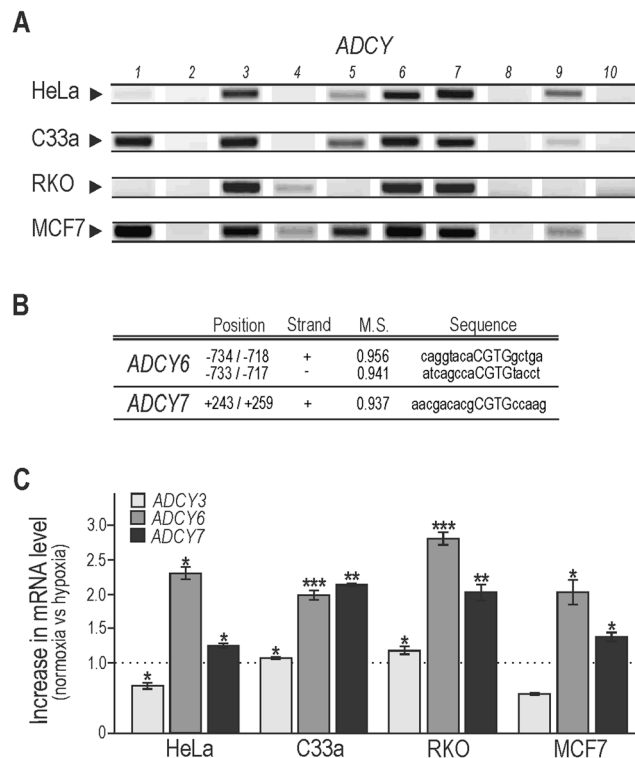 A
ADCY
1 2 3 4 5 6 7 8 9 10
HeLa
C33a
RKO
MCF7
B
Position Strand M.S. Sequence
ADCY6 -734 / -718 + 0.956 caggtacaCGTGgctga
-733 / -717 - 0.941 atcagccaCGTGtacct
ADCY7 +243 / +259 + 0.937 aacgacacgCGTGccaag
C
Increase in mRNA level
(normoxia vs hypoxia)
ADCY3
ADCY6
ADCY7
3.0
2.5
2.0
1.5
1.0
0
* * *
* *** **
* *** **
* *
HeLa C33a RKO MCF7